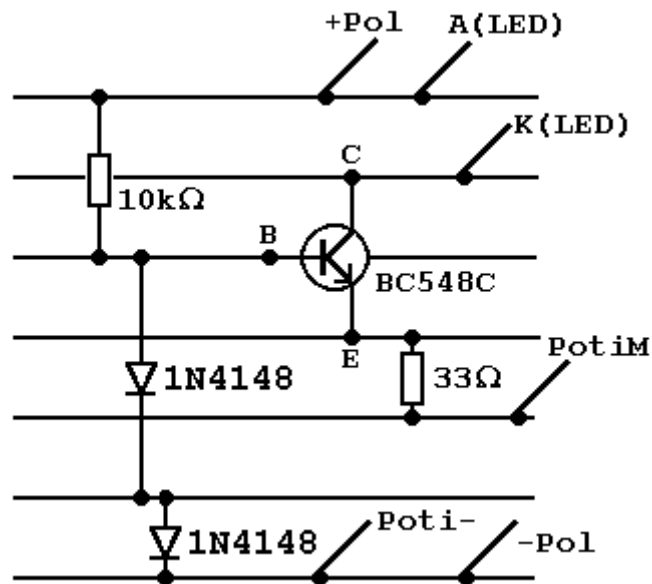 +Pol
A(LED)
K(LED)
C
10kΩ
B
BC548C
E
PotiM
1N4148
33Ω
Poti-
-Pol
1N4148